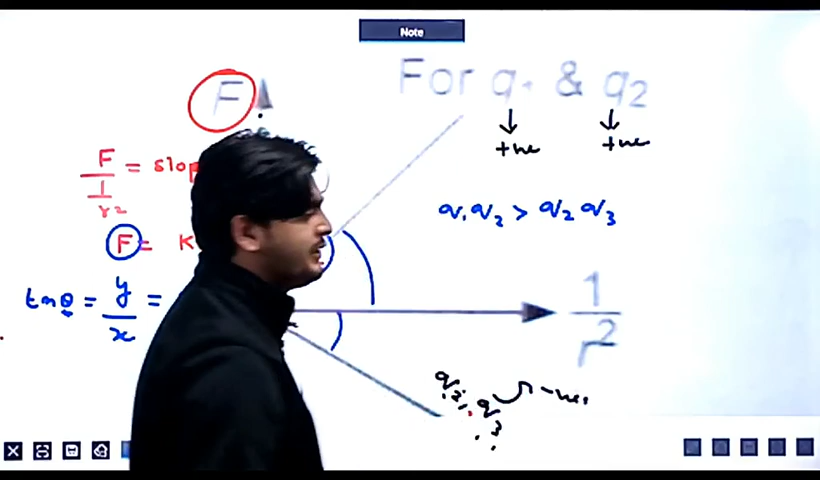 Note
F
For q1 & q2
+ve +ve
F/(1/r2) = slop
q1q2 > q2q3
F = K
tanθ = y/x =
1/r2
q2, q3 -ve